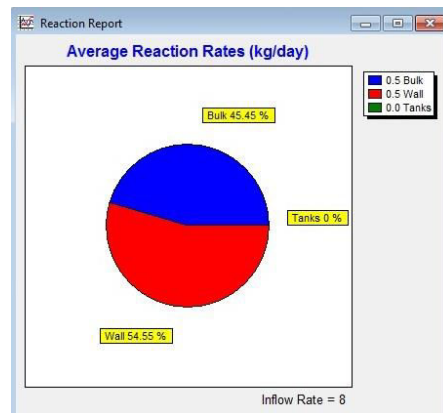 Reaction Report
Average Reaction Rates (kg/day)
0.5 Bulk
0.5 Wall
0.0 Tanks
Bulk 45.45 %
Tanks 0 %
Wall 54.55 %
Inflow Rate = 8